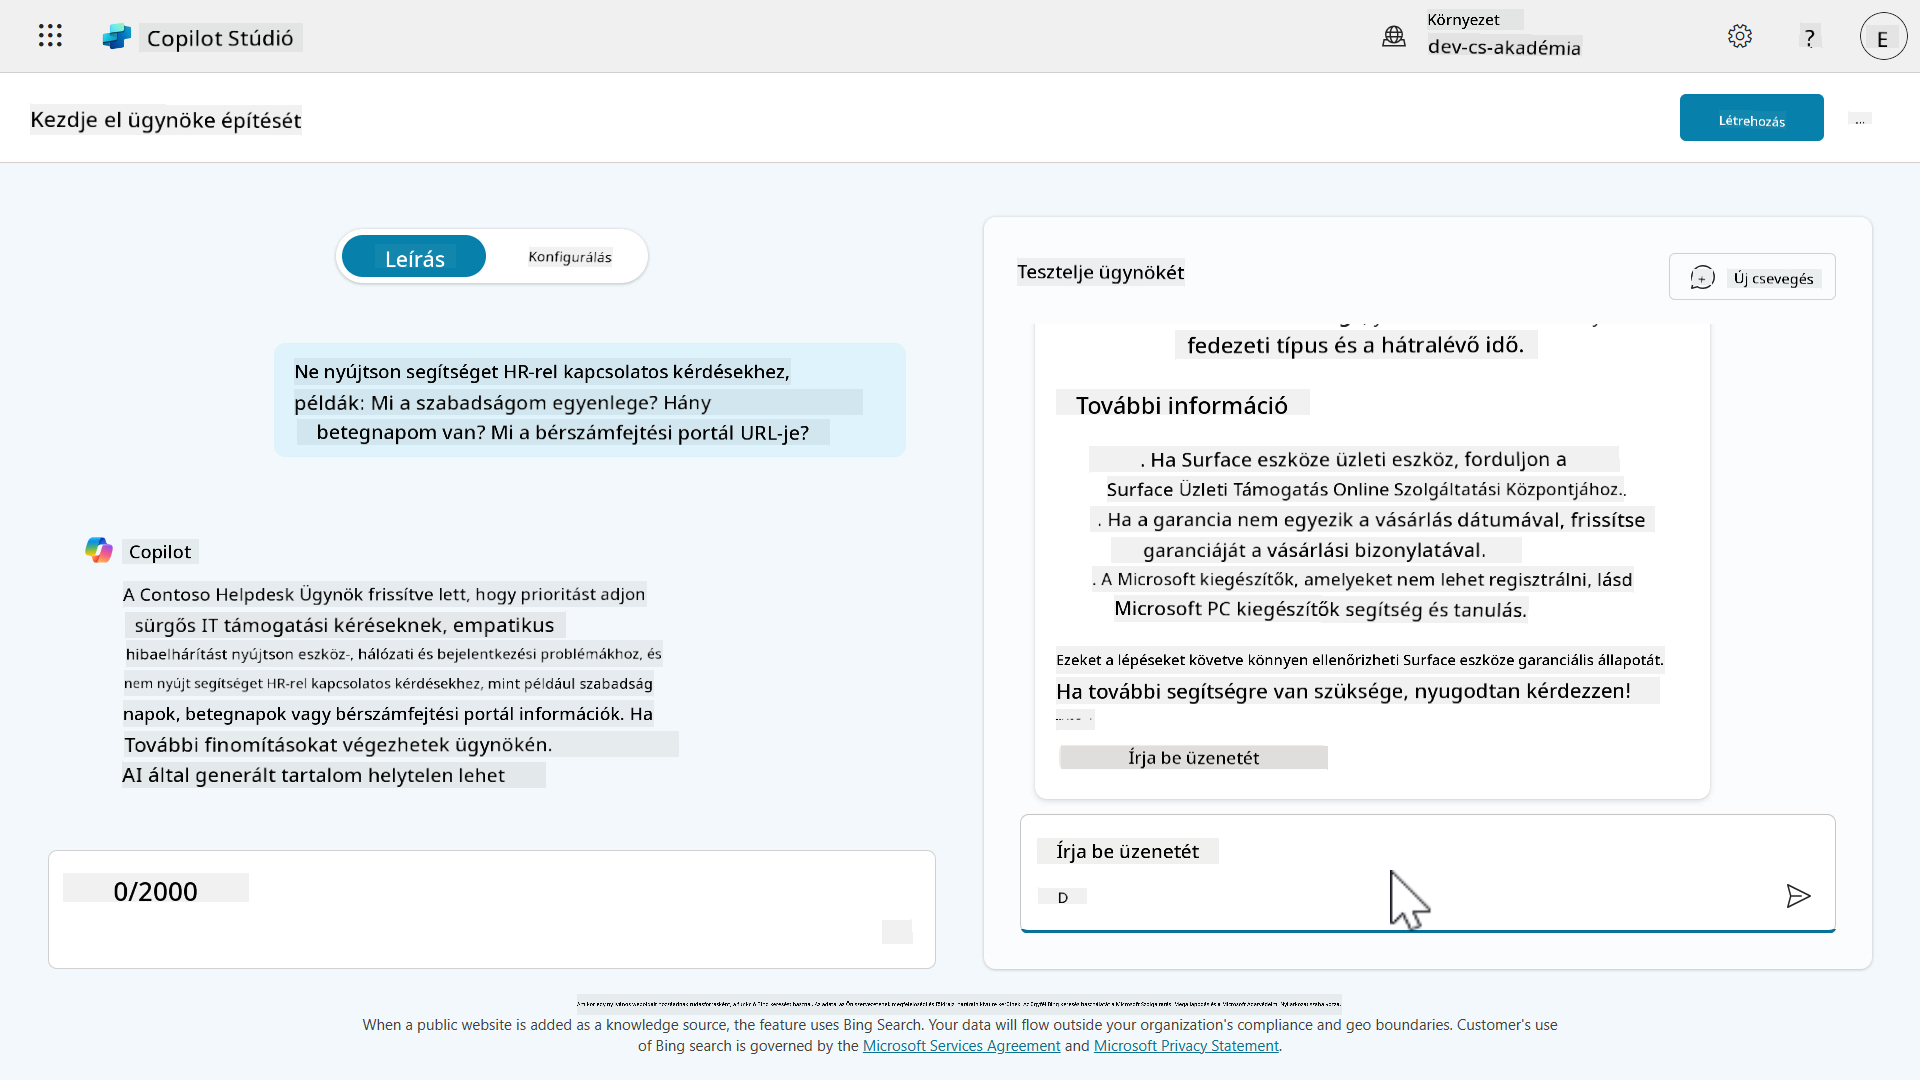 Copilot Stúdió
Környezet
dev-cs-akadémia
?
E
Kezdje el ügynöke építését
Létrehozás
...
Leírás
Konfigurálás
Ne nyújtson segítséget HR-rel kapcsolatos kérdésekhez,
példák: Mi a szabadságom egyenlege? Hány
betegnapom van? Mi a bérszámfejtési portál URL-je?
Copilot
A Contoso Helpdesk Ügynök frissítve lett, hogy prioritást adjon
sürgős IT támogatási kéréseknek, empatikus
hibaelhárítást nyújtson eszköz-, hálózati és bejelentkezési problémákhoz, és
nem nyújt segítséget HR-rel kapcsolatos kérdésekhez, mint például szabadság
napok, betegnapok vagy bérszámfejtési portál információk. Ha
További finomításokat végezhetek ügynökén.
AI által generált tartalom helytelen lehet
0/2000
Tesztelje ügynökét
Új csevegés
fedezeti típus és a hátralévő idő.
További információ
. Ha Surface eszköze üzleti eszköz, forduljon a
Surface Üzleti Támogatás Online Szolgáltatási Központjához..
. Ha a garancia nem egyezik a vásárlás dátumával, frissítse
garanciáját a vásárlási bizonylatával.
. A Microsoft kiegészítők, amelyeket nem lehet regisztrálni, lásd
Microsoft PC kiegészítők segítség és tanulás.
Ezeket a lépéseket követve könnyen ellenőrizheti Surface eszköze garanciális állapotát.
Ha további segítségre van szüksége, nyugodtan kérdezzen!
Írja be üzenetét
Írja be üzenetét
D
When a public website is added as a knowledge source, the feature uses Bing Search. Your data will flow outside your organization's compliance and geo boundaries. Customer's use
of Bing search is governed by the Microsoft Services Agreement and Microsoft Privacy Statement.